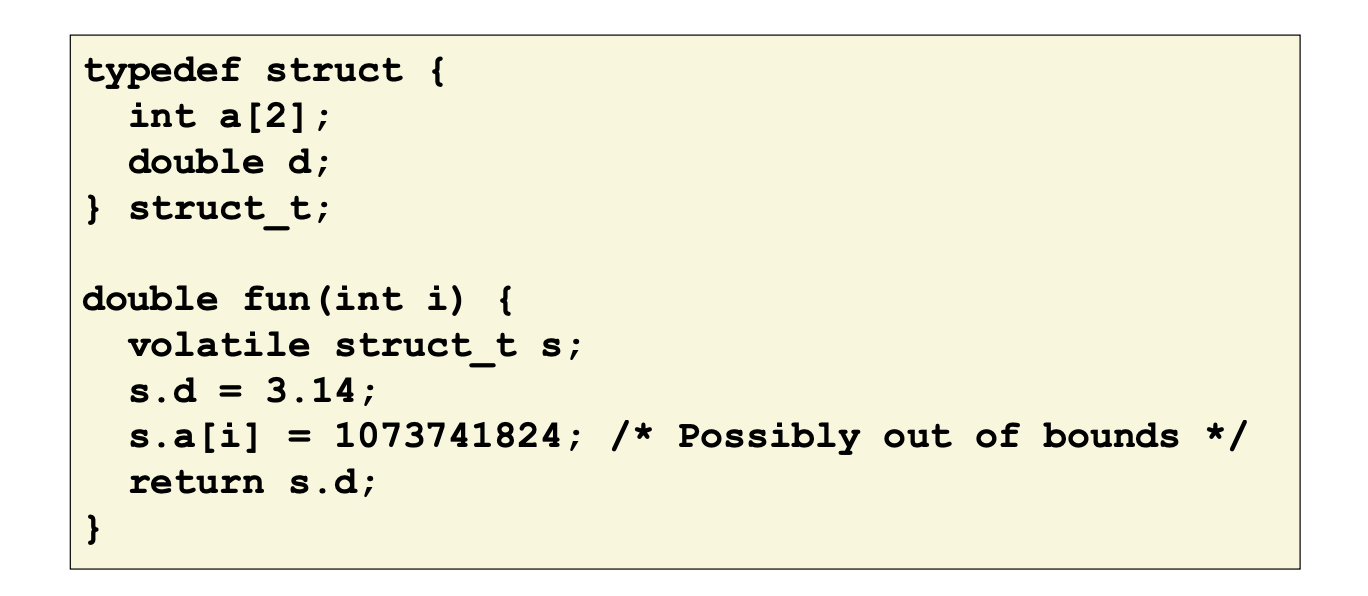 typedef struct {
  int a[2];
  double d;
} struct_t;

double fun(int i) {
  volatile struct_t s;
  s.d = 3.14;
  s.a[i] = 1073741824; /* Possibly out of bounds */
  return s.d;
}